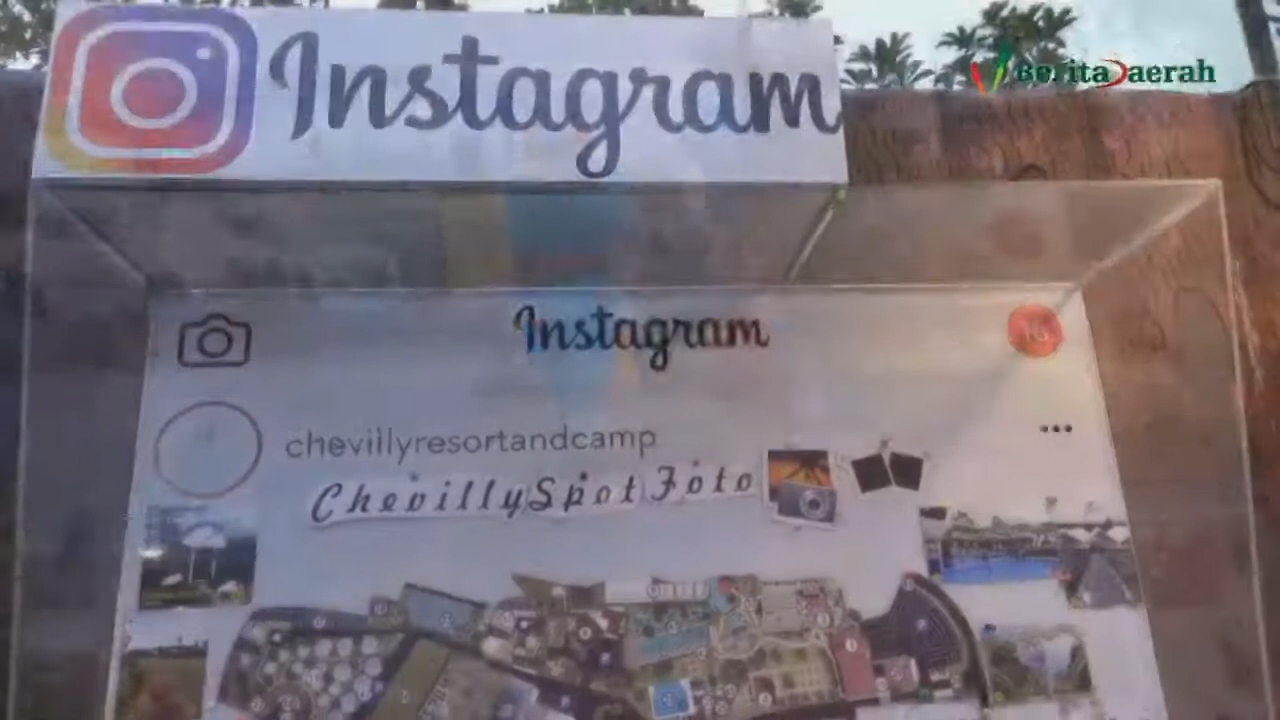 Instagram
BeritaDaerah
Instagram
chevillyresortandcamp
ChevillySpotFoto